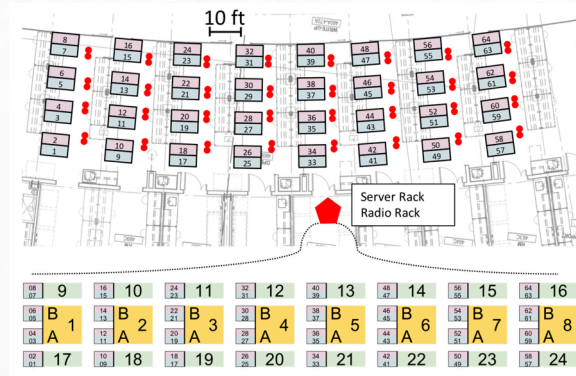 10 ft
8 16 24 32 40 48 56 64
7 15 23 31 39 47 55 63
6 14 22 30 38 46 54 62
5 13 21 29 37 45 53 61
4 12 20 28 36 44 52 60
3 11 19 27 35 43 51 59
2 10 18 26 34 42 50 58
1 9 17 25 33 41 49 57
Server Rack
Radio Rack
08 9 16 10 24 11 32 12 40 13 48 14 56 15 64 16
07 15 23 31 39 47 55 63
06 B 14 B 22 B 30 B 38 B 46 B 54 B 62 B
05 1 13 2 21 3 28 4 37 5 45 6 53 7 61 8
04 A 12 A 20 A 28 A 36 A 44 A 52 A 60 A
03 11 19 27 35 43 51 59
02 17 10 18 18 19 26 20 34 21 42 22 50 23 58 24
01 09 17 25 33 41 49 57